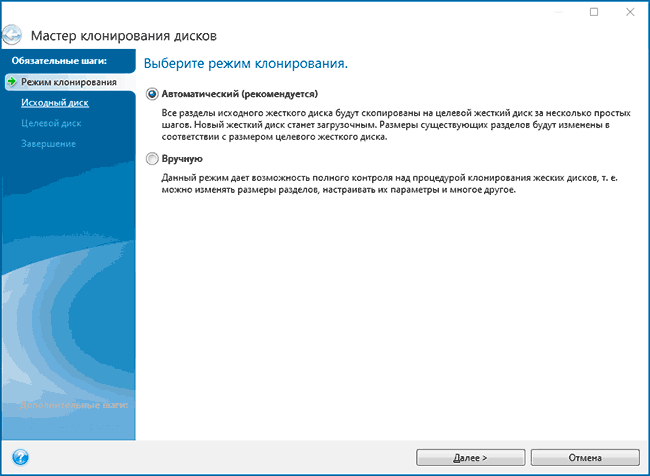 Мастер клонирования дисков
Обязательные шаги:
Режим клонирования
Исходный диск
Целевой диск
Завершение
Дополнительные шаги:
Выберите режим клонирования.
Автоматический (рекомендуется)
Все разделы исходного жесткого диска будут скопированы на целевой жесткий диск за несколько простых
шагов. Новый жесткий диск станет загрузочным. Размеры существующих разделов будут изменены в
соответствии с размером целевого жесткого диска.
Вручную
Данный режим дает возможность полного контроля над процедурой клонирования жеских дисков, т. е.
можно изменять размеры разделов, настраивать их параметры и многое другое.
Далее >
Отмена